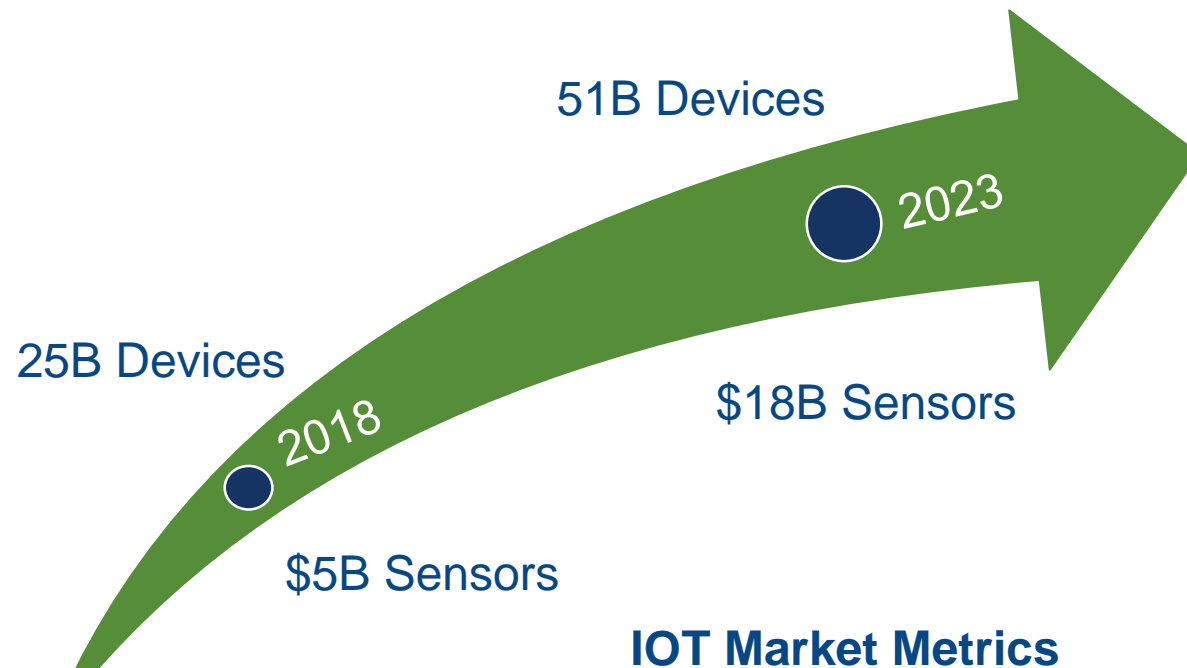 51B Devices
2023
25B Devices
$18B Sensors
2018
$5B Sensors
IOT Market Metrics